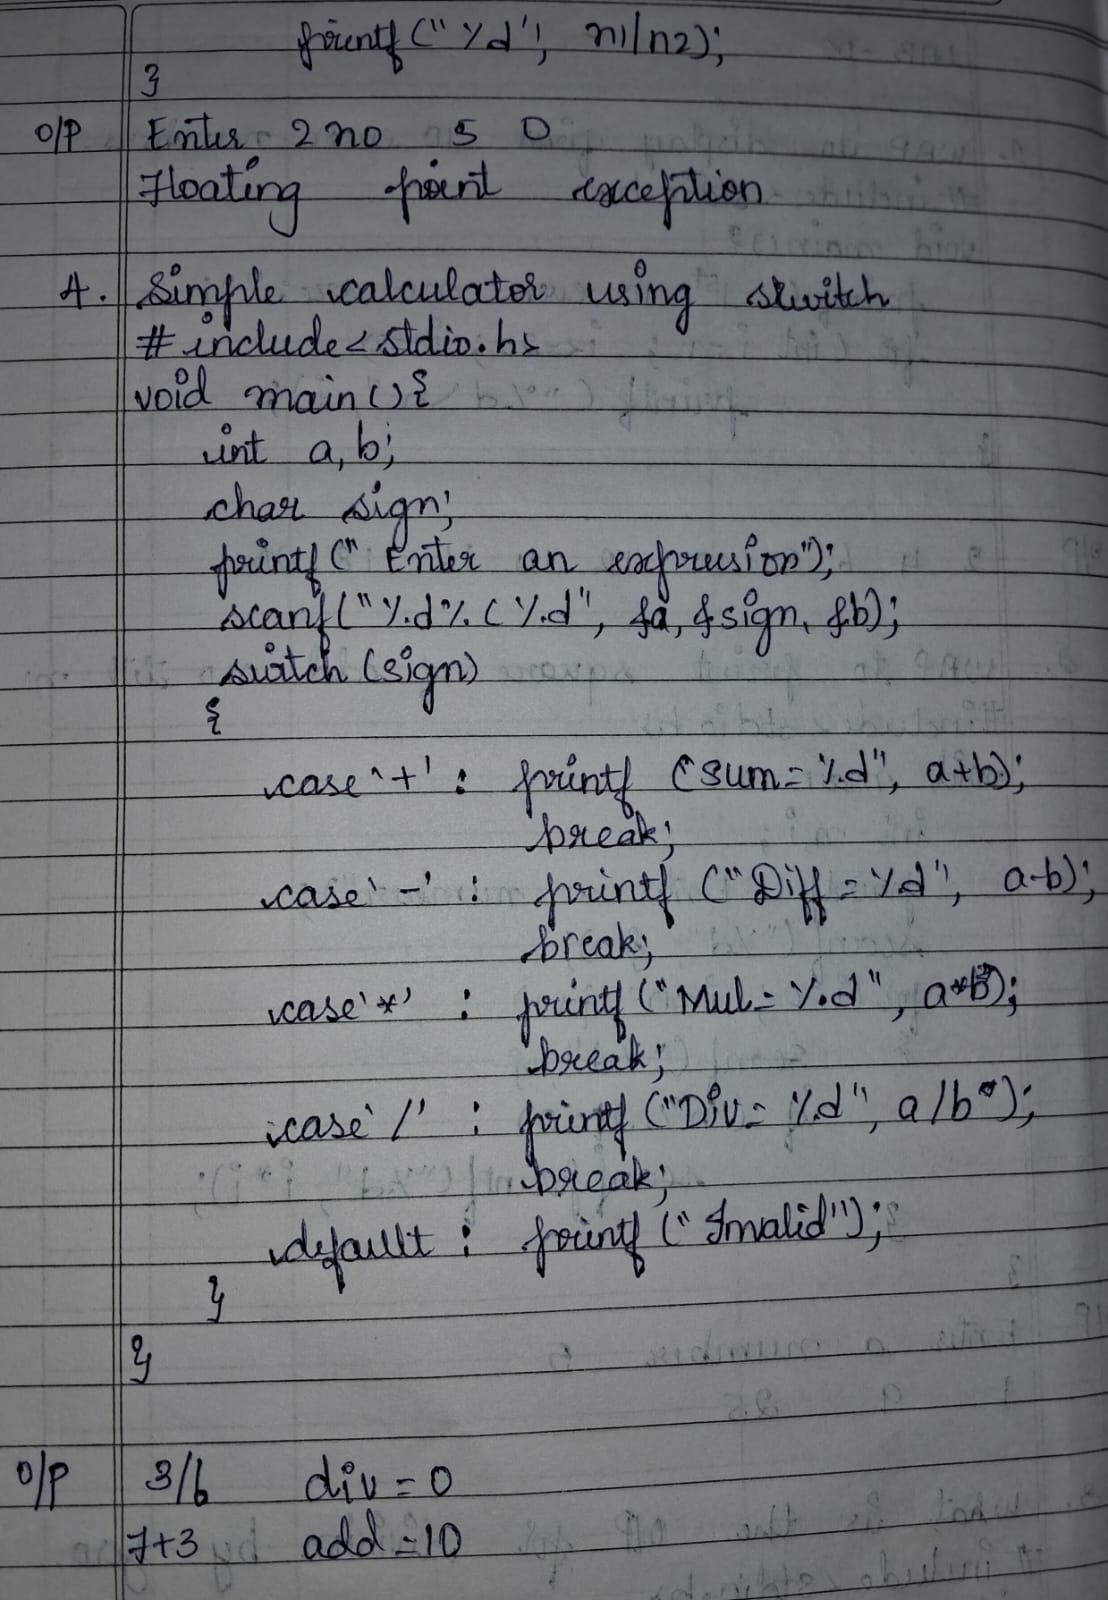 printf("%d", n1/n2);
}
O/P Enter 2 no 5 0
Floating point exception
4. Simple calculator using switch
#include<stdio.h>
void main(){
int a, b;
char sign;
printf("Enter an expression");
scanf("%d%c%d", &a, &sign, &b);
switch (sign)
{
case '+' : printf ("Sum=%d", a+b);
break;
case '-' : printf ("Diff=%d", a-b);
break;
case '*' : printf ("Mul=%d", a*b);
break;
case '/' : printf ("Div=%d", a/b);
break;
default : printf ("Invalid");
}
}
O/P 3/6 div=0
7+3 add=10